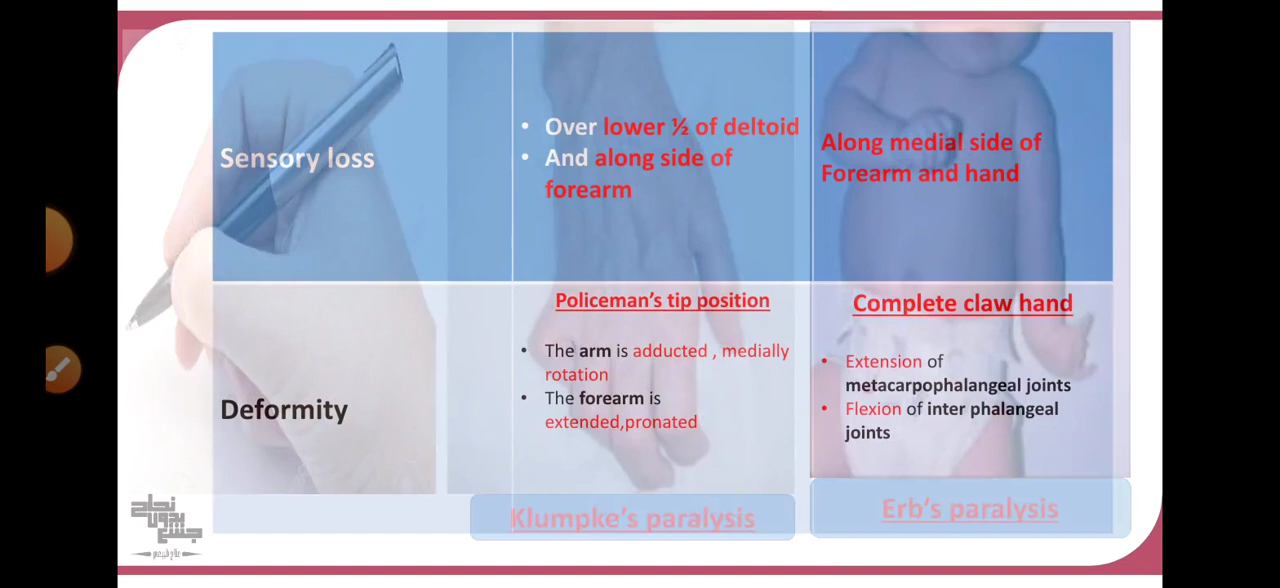 Sensory loss
• Over lower ½ of deltoid
• And along side of
forearm
Along medial side of
Forearm and hand
Deformity
Policeman's tip position
• The arm is adducted , medially
rotation
• The forearm is
extended,pronated
Complete claw hand
• Extension of
metacarpophalangeal joints
• Flexion of inter phalangeal
joints
Klumpke's paralysis
Erb's paralysis
نجاح
بدون